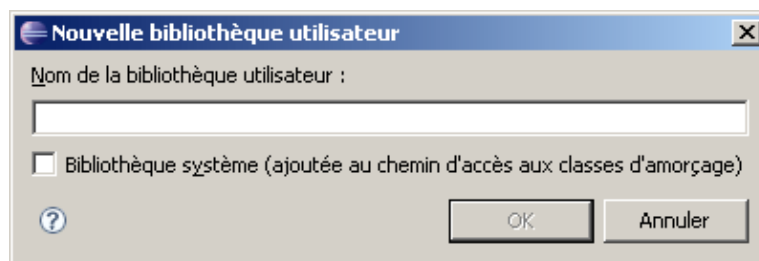 Nouvelle bibliothèque utilisateur
Nom de la bibliothèque utilisateur :
Bibliothèque système (ajoutée au chemin d'accès aux classes d'amorçage)
OK Annuler